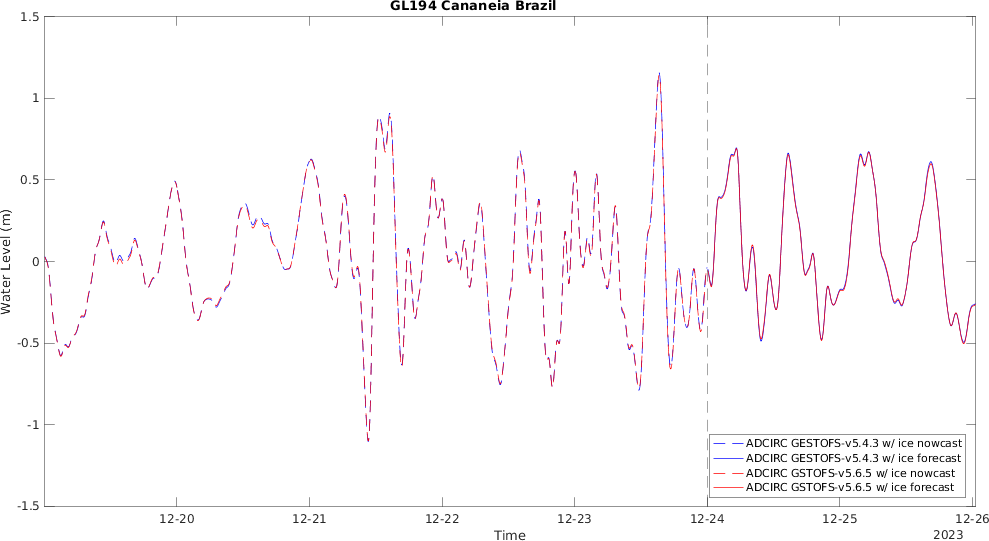 GL194 Cananeia Brazil
1.5
1
0.5
0
-0.5
-1
-1.5
Water Level (m)
ADCIRC GESTOFS-v5.4.3 w/ ice nowcast
ADCIRC GESTOFS-v5.4.3 w/ ice forecast
ADCIRC GSTOFS-v5.6.5 w/ ice nowcast
ADCIRC GSTOFS-v5.6.5 w/ ice forecast
12-20 12-21 12-22 12-23 12-24 12-25 12-26
Time
2023